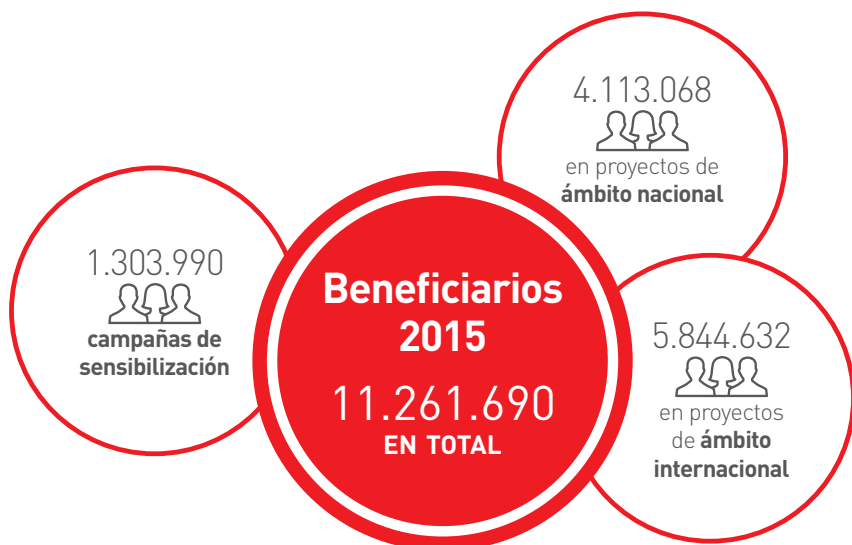 4.113.068
en proyectos de
ámbito nacional
1.303.990
campañas de
sensibilización
Beneficiarios
2015
11.261.690
EN TOTAL
5.844.632
en proyectos
de ámbito
internacional